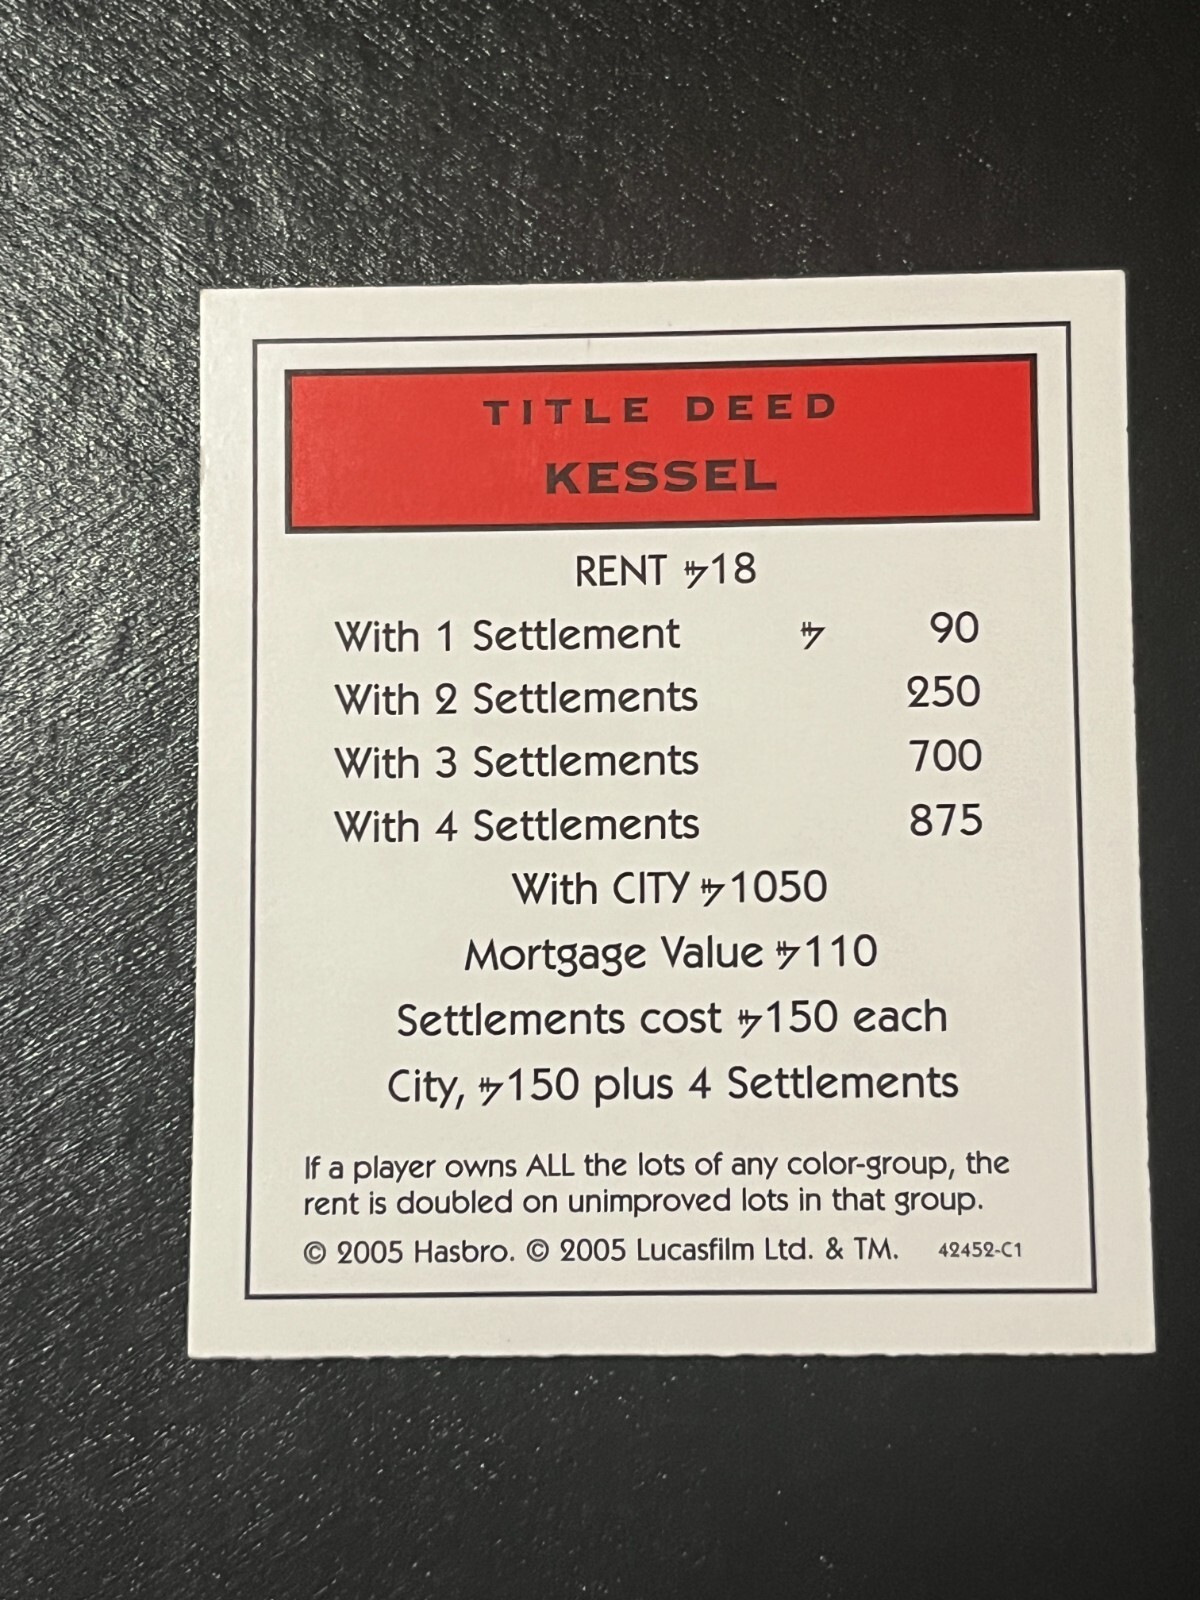 TITLE DEED
KESSEL
RENT 18
With 1 Settlement 90
With 2 Settlements 250
With 3 Settlements 700
With 4 Settlements 875
With CITY 1050
Mortgage Value 110
Settlements cost 150 each
City, 150 plus 4 Settlements
If a player owns ALL the lots of any color-group, the
rent is doubled on unimproved lots in that group.
© 2005 Hasbro. © 2005 Lucasfilm Ltd. & TM. 42452-C1